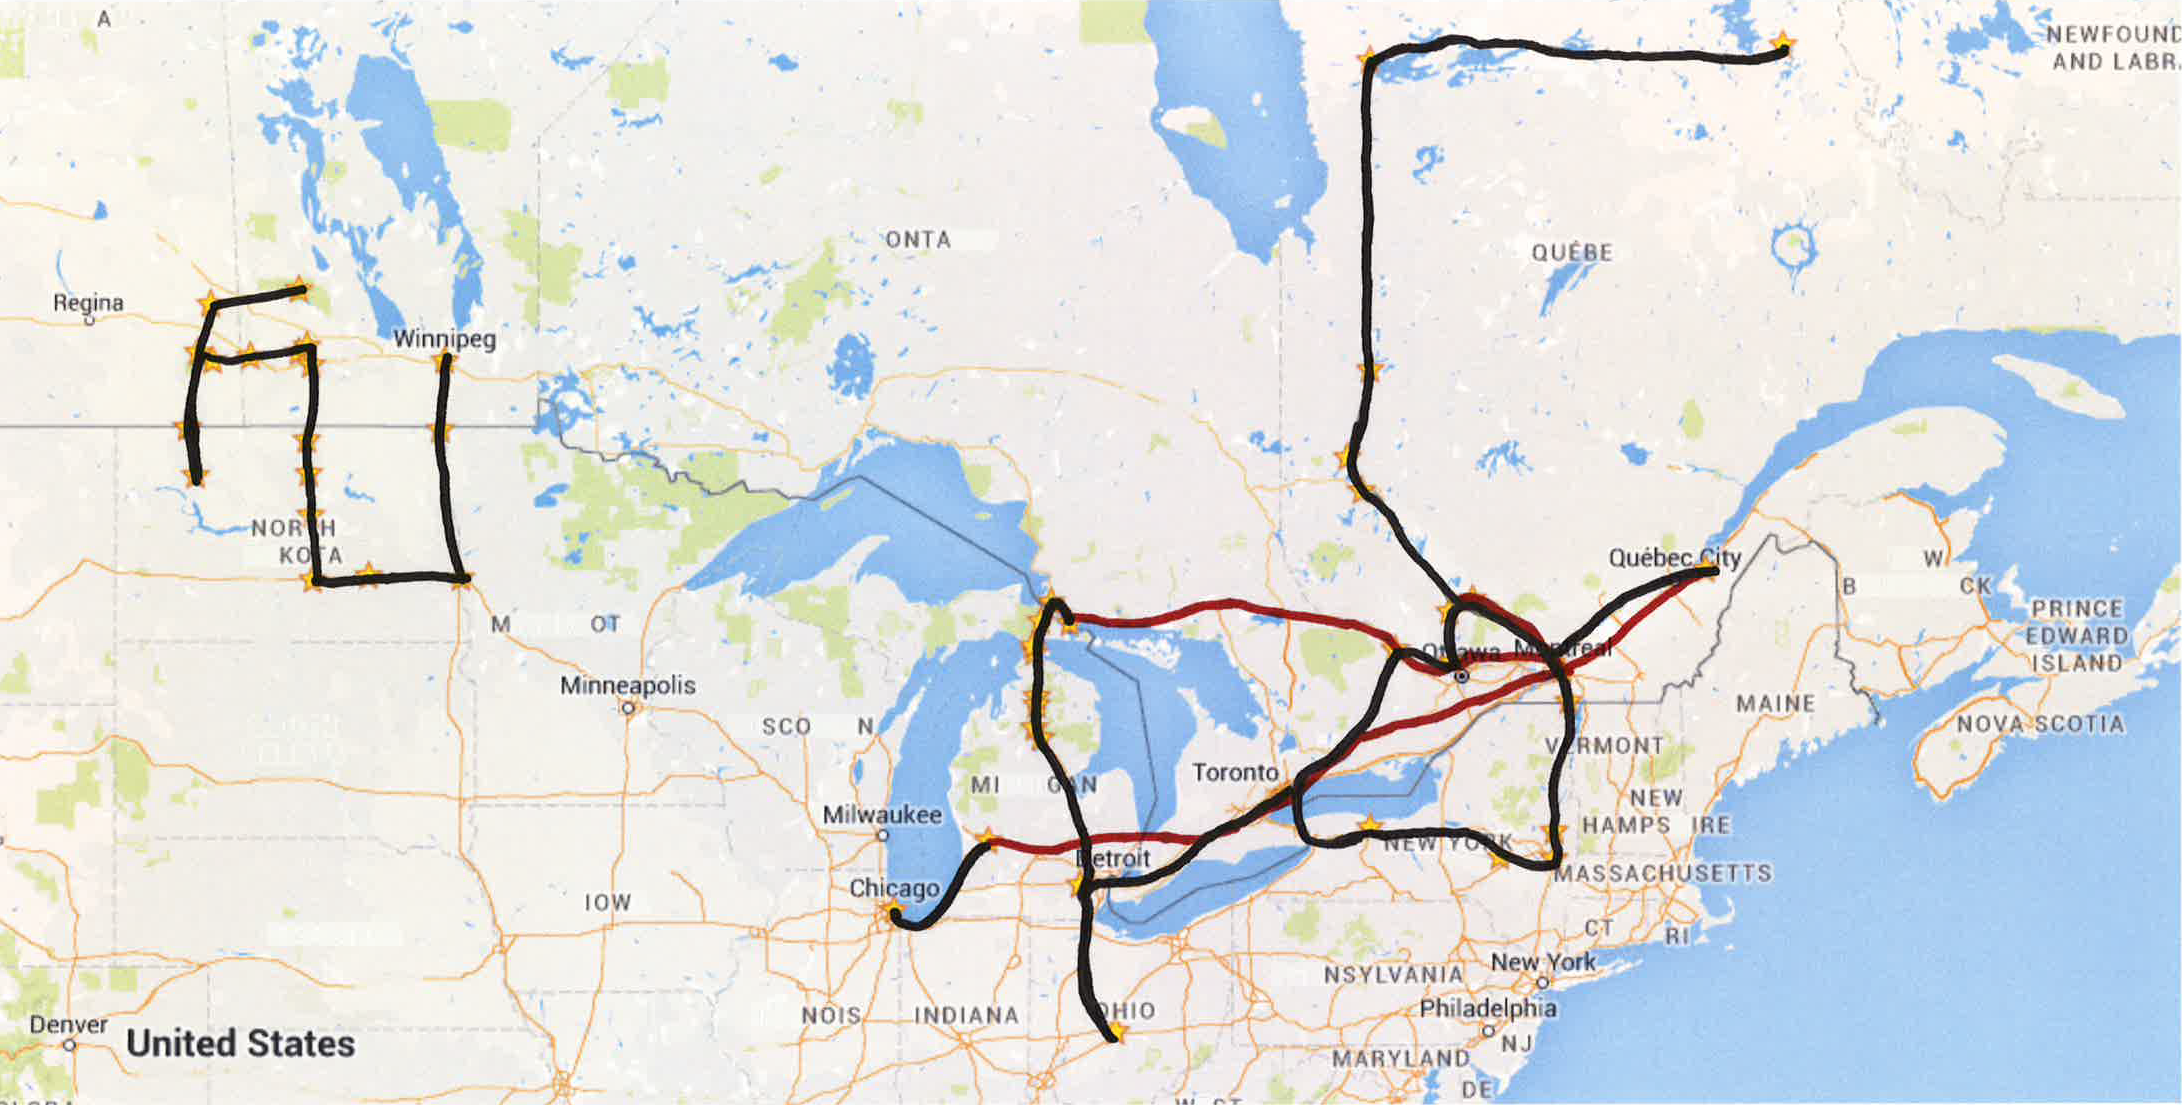 A
NEWFOUND
AND LABR.
ONTA
QUÉBE
Regina
Winnipeg
NORTH
KOTA
Québec City
W
B
CK
PRINCE
EDWARD
ISLAND
M OT
Ottawa
Montreal
Minneapolis
MAINE
NOVA SCOTIA
SCO N
VERMONT
Toronto
MI GAN
NEW
HAMPS IRE
Milwaukee
NEW YORK
Detroit
MASSACHUSETTS
Chicago
IOW
CT
RI
New York
NSYLVANIA
Philadelphia
OHIO
NOIS
INDIANA
Denver
United States
NJ
MARYLAND
DE